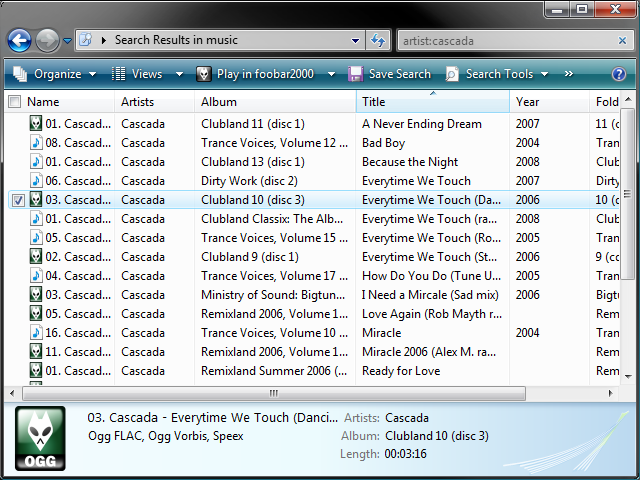 Search Results in music
artist:cascada
Organize Views Play in foobar2000 Save Search Search Tools » ?
Name Artists Album Title Year Fold
01. Cascad... Cascada Clubland 11 (disc 1) A Never Ending Dream 2007 11 (
08. Cascad... Cascada Trance Voices, Volume 12 ... Bad Boy 2004 Tran
01. Cascad... Cascada Clubland 13 (disc 1) Because the Night 2008 Club
06. Cascad... Cascada Dirty Work (disc 2) Everytime We Touch 2007 Dirty
03. Cascad... Cascada Clubland 10 (disc 3) Everytime We Touch (Da... 2006 10 (c
01. Cascad... Cascada Clubland Classix: The Alb... Everytime We Touch (ra... 2008 Club
05. Cascad... Cascada Trance Voices, Volume 15 ... Everytime We Touch (Ro... 2005 Tran
02. Cascad... Cascada Clubland 9 (disc 1) Everytime We Touch (St... 2006 9 (cc
04. Cascad... Cascada Trance Voices, Volume 17 ... How Do You Do (Tune U... 2005 Tran
03. Cascad... Cascada Ministry of Sound: Bigtun... I Need a Mircale (Sad mix) 2006 Bigtu
05. Cascad... Cascada Remixland 2006, Volume 1... Love Again (Rob Mayth r... Remi
16. Cascad... Cascada Trance Voices, Volume 10 ... Miracle 2004 Tran
11. Cascad... Cascada Remixland 2006, Volume 1... Miracle 2006 (Alex M. ra... Remi
01. Cascad... Cascada Remixland Summer 2006 (... Ready for Love Remi
03. Cascada - Everytime We Touch (Danci... Artists: Cascada
Ogg FLAC, Ogg Vorbis, Speex Album: Clubland 10 (disc 3)
OGG Length: 00:03:16